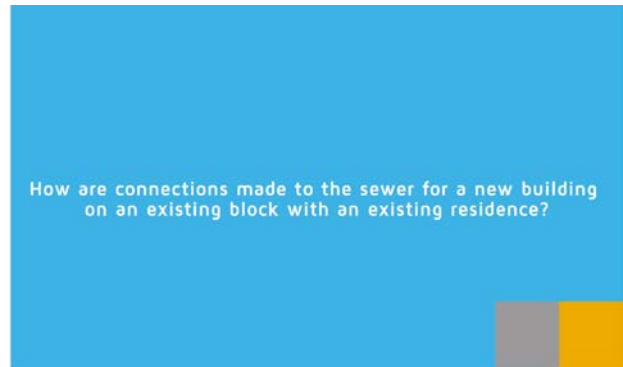 How are connections made to the sewer for a new building
on an existing block with an existing residence?